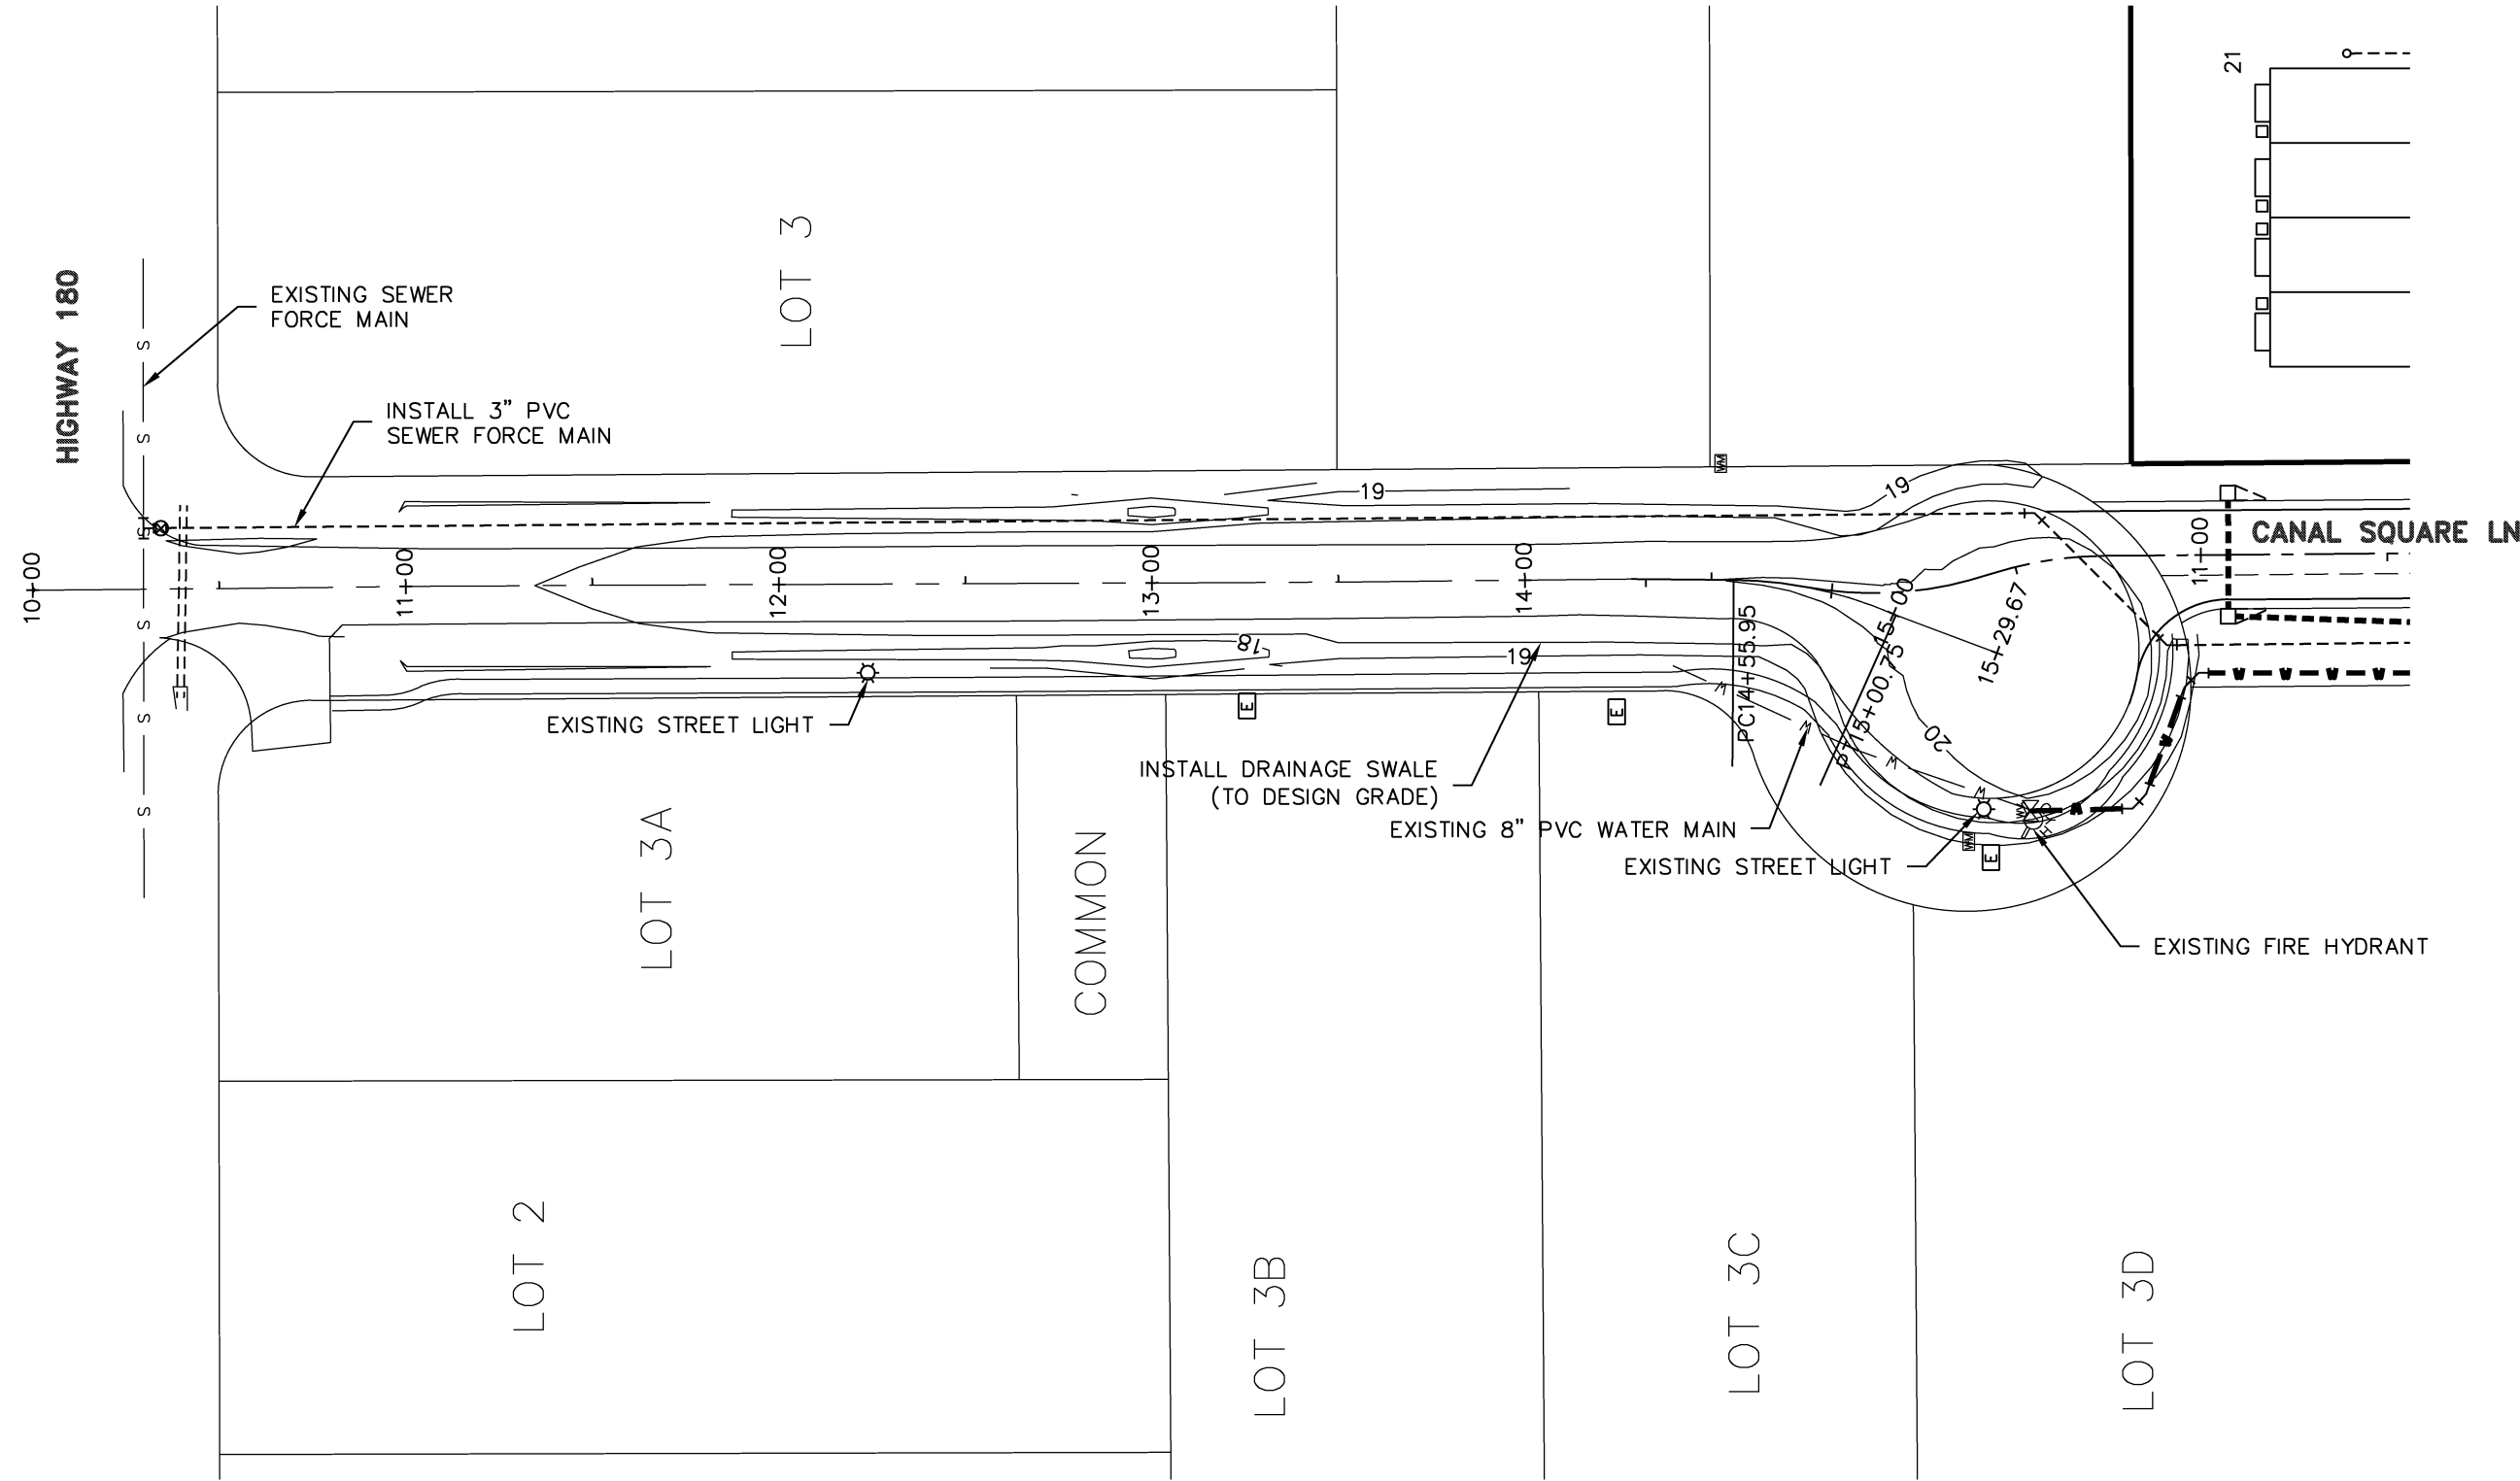 21
LOT 3
HIGHWAY 180
EXISTING SEWER
FORCE MAIN
S
S
INSTALL 3" PVC
SEWER FORCE MAIN
WM
19
19
S
CANAL SQUARE LN
10+00
11+00
12+00
13+00
14+00
11+00
S
18
19
PC14+55.95
15+00
15+00.75
15+29.67
S
E
E
W
W
W
W
20
EXISTING STREET LIGHT
INSTALL DRAINAGE SWALE
(TO DESIGN GRADE)
EXISTING 8" PVC WATER MAIN
EXISTING STREET LIGHT
WM
E
S
W
W
W
W
W
W
EXISTING FIRE HYDRANT
LOT 3A
COMMON
LOT 2
LOT 3B
LOT 3C
LOT 3D